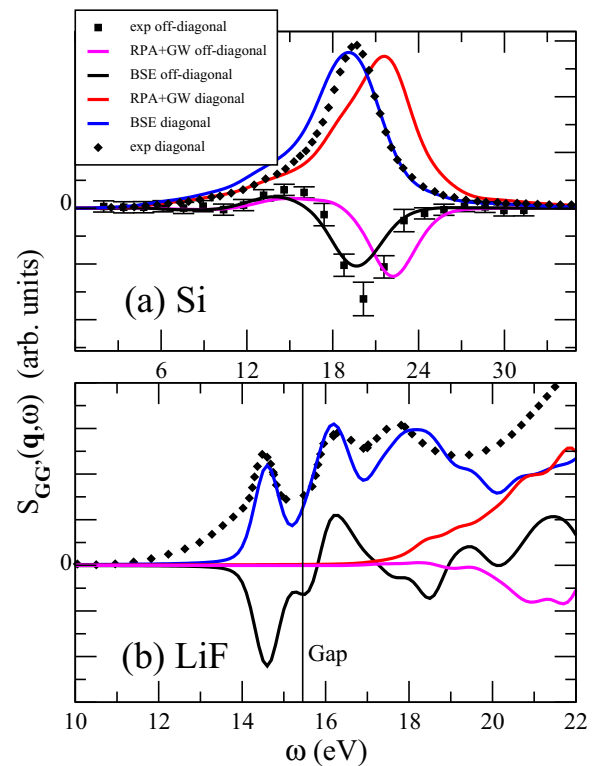 exp off-diagonal
RPA+GW off-diagonal
BSE off-diagonal
RPA+GW diagonal
BSE diagonal
exp diagonal
0
(a) Si
6 12 18 24 30
S_GG'(q,ω) (arb. units)
0
(b) LiF
Gap
10 12 14 16 18 20 22
ω (eV)